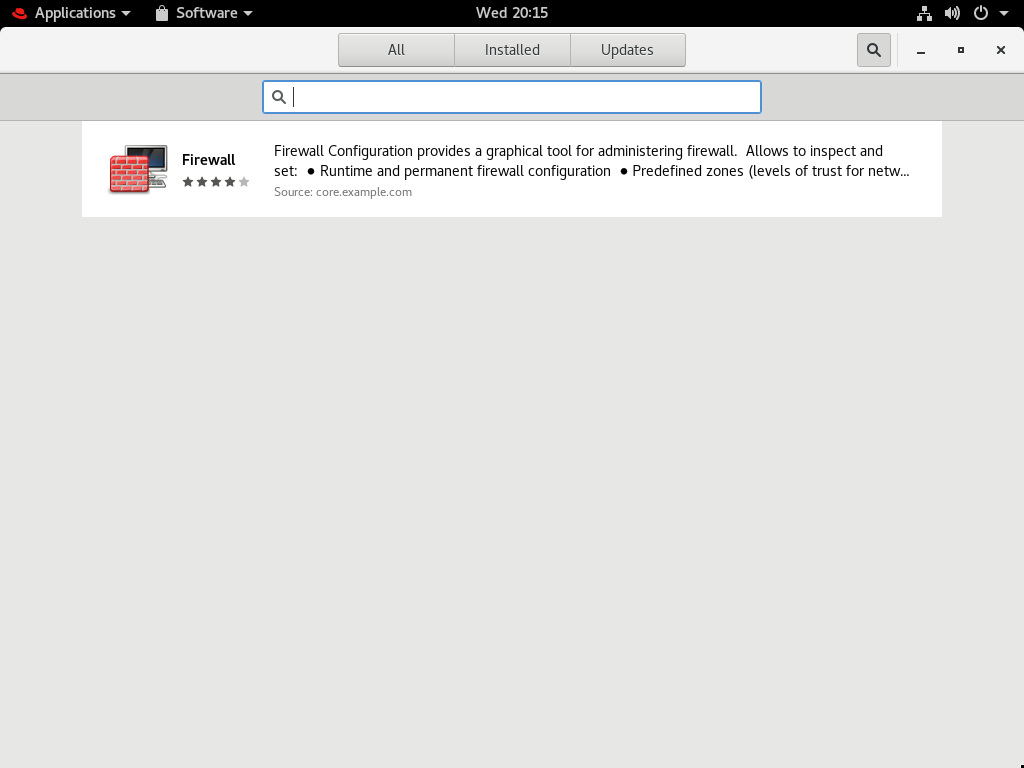 Applications
Software
Wed 20:15
All
Installed
Updates
Firewall
Firewall Configuration provides a graphical tool for administering firewall.  Allows to inspect and
set:  ● Runtime and permanent firewall configuration  ● Predefined zones (levels of trust for netw...
Source: core.example.com